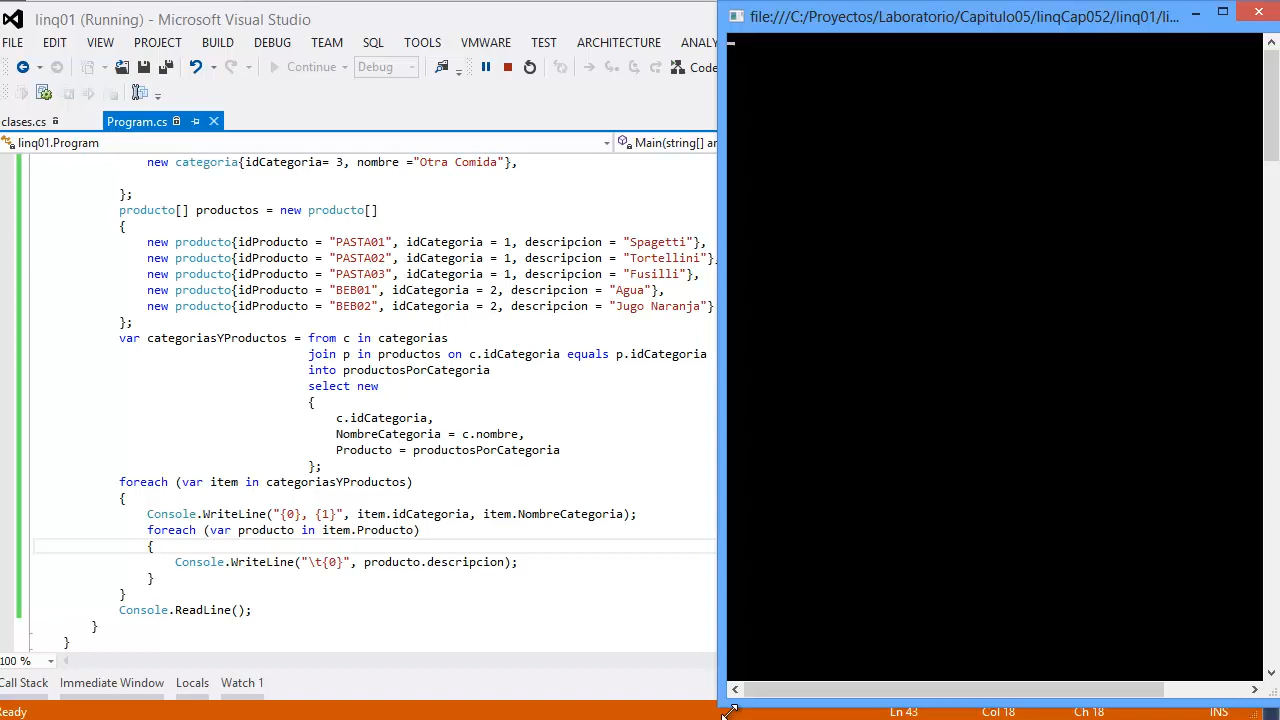 linq01 (Running) - Microsoft Visual Studio
file:///C:/Proyectos/Laboratorio/Capitulo05/linqCap052/linq01/li...
FILE EDIT VIEW PROJECT BUILD DEBUG TEAM SQL TOOLS VMWARE TEST ARCHITECTURE ANALY
Continue Debug Code
clases.cs Program.cs
linq01.Program Main(string[] ar
new categoria{idCategoria= 3, nombre ="Otra Comida"},
};
producto[] productos = new producto[]
{
new producto{idProducto = "PASTA01", idCategoria = 1, descripcion = "Spagetti"},
new producto{idProducto = "PASTA02", idCategoria = 1, descripcion = "Tortellini"},
new producto{idProducto = "PASTA03", idCategoria = 1, descripcion = "Fusilli"},
new producto{idProducto = "BEB01", idCategoria = 2, descripcion = "Agua"},
new producto{idProducto = "BEB02", idCategoria = 2, descripcion = "Jugo Naranja"}
};
var categoriasYProductos = from c in categorias
join p in productos on c.idCategoria equals p.idCategoria
into productosPorCategoria
select new
{
c.idCategoria,
NombreCategoria = c.nombre,
Producto = productosPorCategoria
};
foreach (var item in categoriasYProductos)
{
Console.WriteLine("{0}, {1}", item.idCategoria, item.NombreCategoria);
foreach (var producto in item.Producto)
{
Console.WriteLine("\t{0}", producto.descripcion);
}
}
Console.ReadLine();
}
}
100 %
Call Stack Immediate Window Locals Watch 1
Ready Ln 43 Col 18 Ch 18 INS